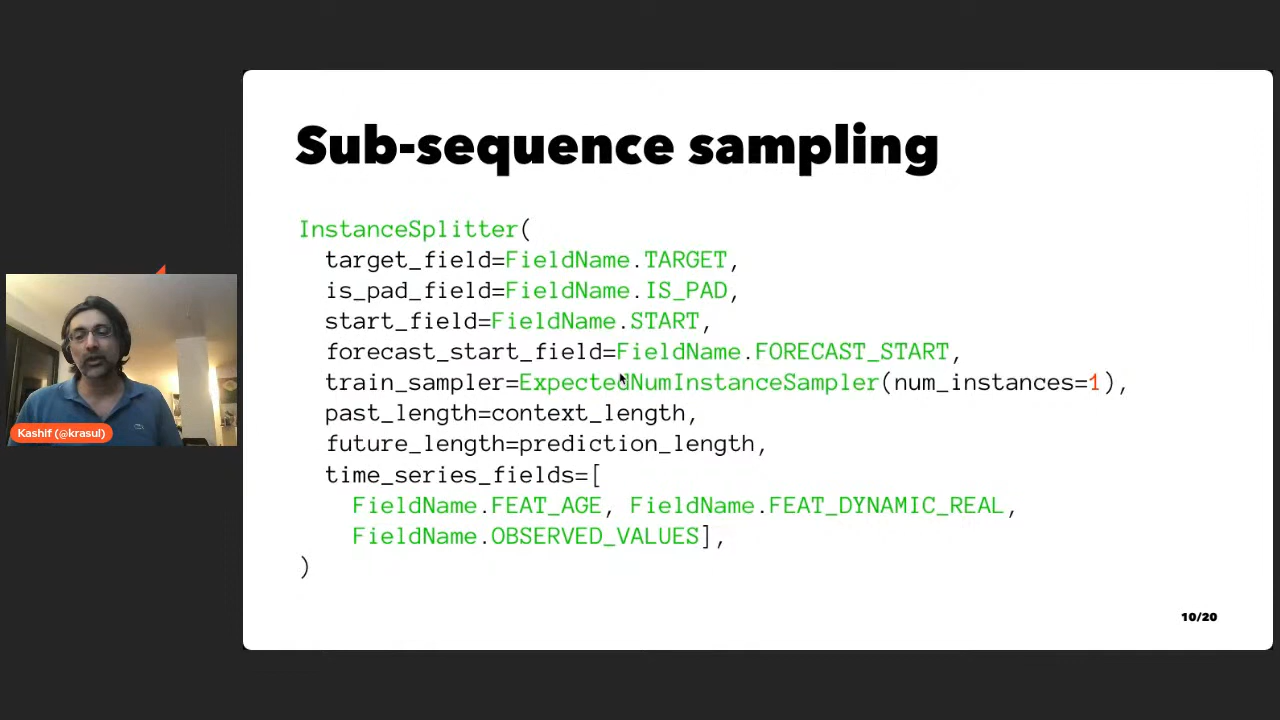 Sub-sequence sampling
InstanceSplitter(
target_field=FieldName.TARGET,
is_pad_field=FieldName.IS_PAD,
start_field=FieldName.START,
forecast_start_field=FieldName.FORECAST_START,
train_sampler=ExpectedNumInstanceSampler(num_instances=1),
past_length=context_length,
future_length=prediction_length,
time_series_fields=[
FieldName.FEAT_AGE, FieldName.FEAT_DYNAMIC_REAL,
FieldName.OBSERVED_VALUES],
)
Kashif (@krasul)
10/20